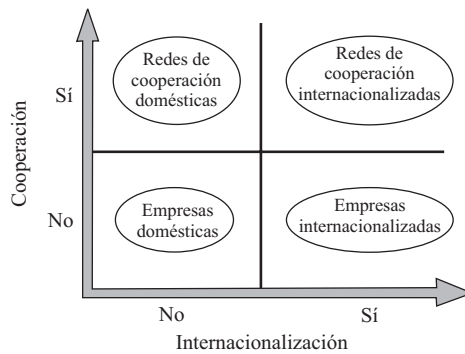 Cooperación
Sí
No
Redes de
cooperación
domésticas
Redes de
cooperación
internacionalizadas
Empresas
domésticas
Empresas
internacionalizadas
No
Sí
Internacionalización